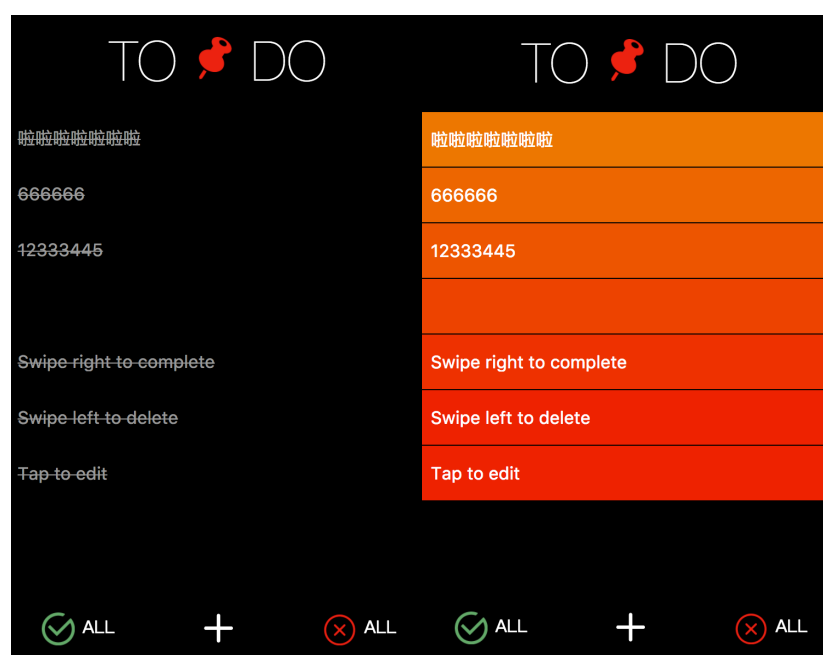 TO DO
啦啦啦啦啦啦啦
666666
12333445
Swipe right to complete
Swipe left to delete
Tap to edit
ALL
ALL
TO DO
啦啦啦啦啦啦啦
666666
12333445
Swipe right to complete
Swipe left to delete
Tap to edit
ALL
ALL